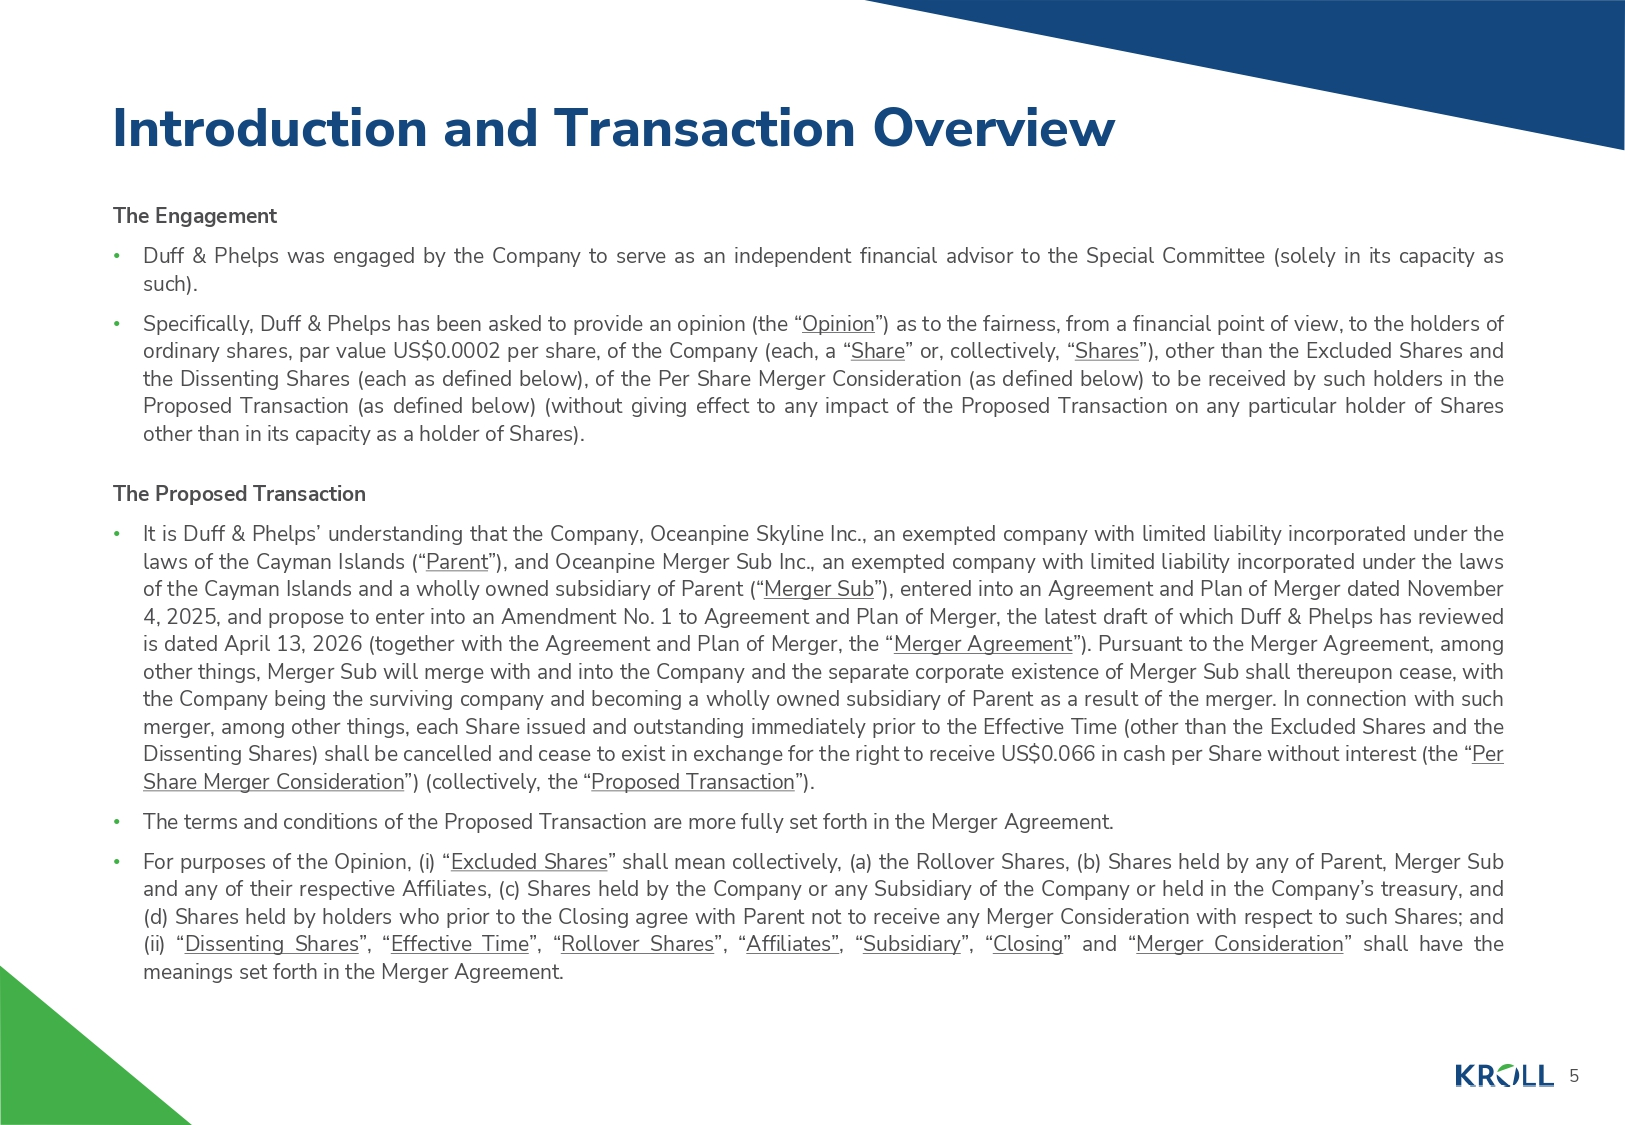 Introduction and Transaction Overview
The Engagement
• Duff & Phelps was engaged by the Company to serve as an independent financial advisor to the Special Committee (solely in its capacity as
such).
• Specifically, Duff & Phelps has been asked to provide an opinion (the “Opinion”) as to the fairness, from a financial point of view, to the holders of
ordinary shares, par value US$0.0002 per share, of the Company (each, a “Share” or, collectively, “Shares”), other than the Excluded Shares and
the Dissenting Shares (each as defined below), of the Per Share Merger Consideration (as defined below) to be received by such holders in the
Proposed Transaction (as defined below) (without giving effect to any impact of the Proposed Transaction on any particular holder of Shares
other than in its capacity as a holder of Shares).
The Proposed Transaction
• It is Duff & Phelps’ understanding that the Company, Oceanpine Skyline Inc., an exempted company with limited liability incorporated under the
laws of the Cayman Islands (“Parent”), and Oceanpine Merger Sub Inc., an exempted company with limited liability incorporated under the laws
of the Cayman Islands and a wholly owned subsidiary of Parent (“Merger Sub”), entered into an Agreement and Plan of Merger dated November
4, 2025, and propose to enter into an Amendment No. 1 to Agreement and Plan of Merger, the latest draft of which Duff & Phelps has reviewed
is dated April 13, 2026 (together with the Agreement and Plan of Merger, the “Merger Agreement”). Pursuant to the Merger Agreement, among
other things, Merger Sub will merge with and into the Company and the separate corporate existence of Merger Sub shall thereupon cease, with
the Company being the surviving company and becoming a wholly owned subsidiary of Parent as a result of the merger. In connection with such
merger, among other things, each Share issued and outstanding immediately prior to the Effective Time (other than the Excluded Shares and the
Dissenting Shares) shall be cancelled and cease to exist in exchange for the right to receive US$0.066 in cash per Share without interest (the “Per
Share Merger Consideration”) (collectively, the “Proposed Transaction”).
• The terms and conditions of the Proposed Transaction are more fully set forth in the Merger Agreement.
• For purposes of the Opinion, (i) “Excluded Shares” shall mean collectively, (a) the Rollover Shares, (b) Shares held by any of Parent, Merger Sub
and any of their respective Affiliates, (c) Shares held by the Company or any Subsidiary of the Company or held in the Company’s treasury, and
(d) Shares held by holders who prior to the Closing agree with Parent not to receive any Merger Consideration with respect to such Shares; and
(ii) “Dissenting Shares”, “Effective Time”, “Rollover Shares”, “Affiliates”, “Subsidiary”, “Closing” and “Merger Consideration” shall have the
meanings set forth in the Merger Agreement.
KROLL 5